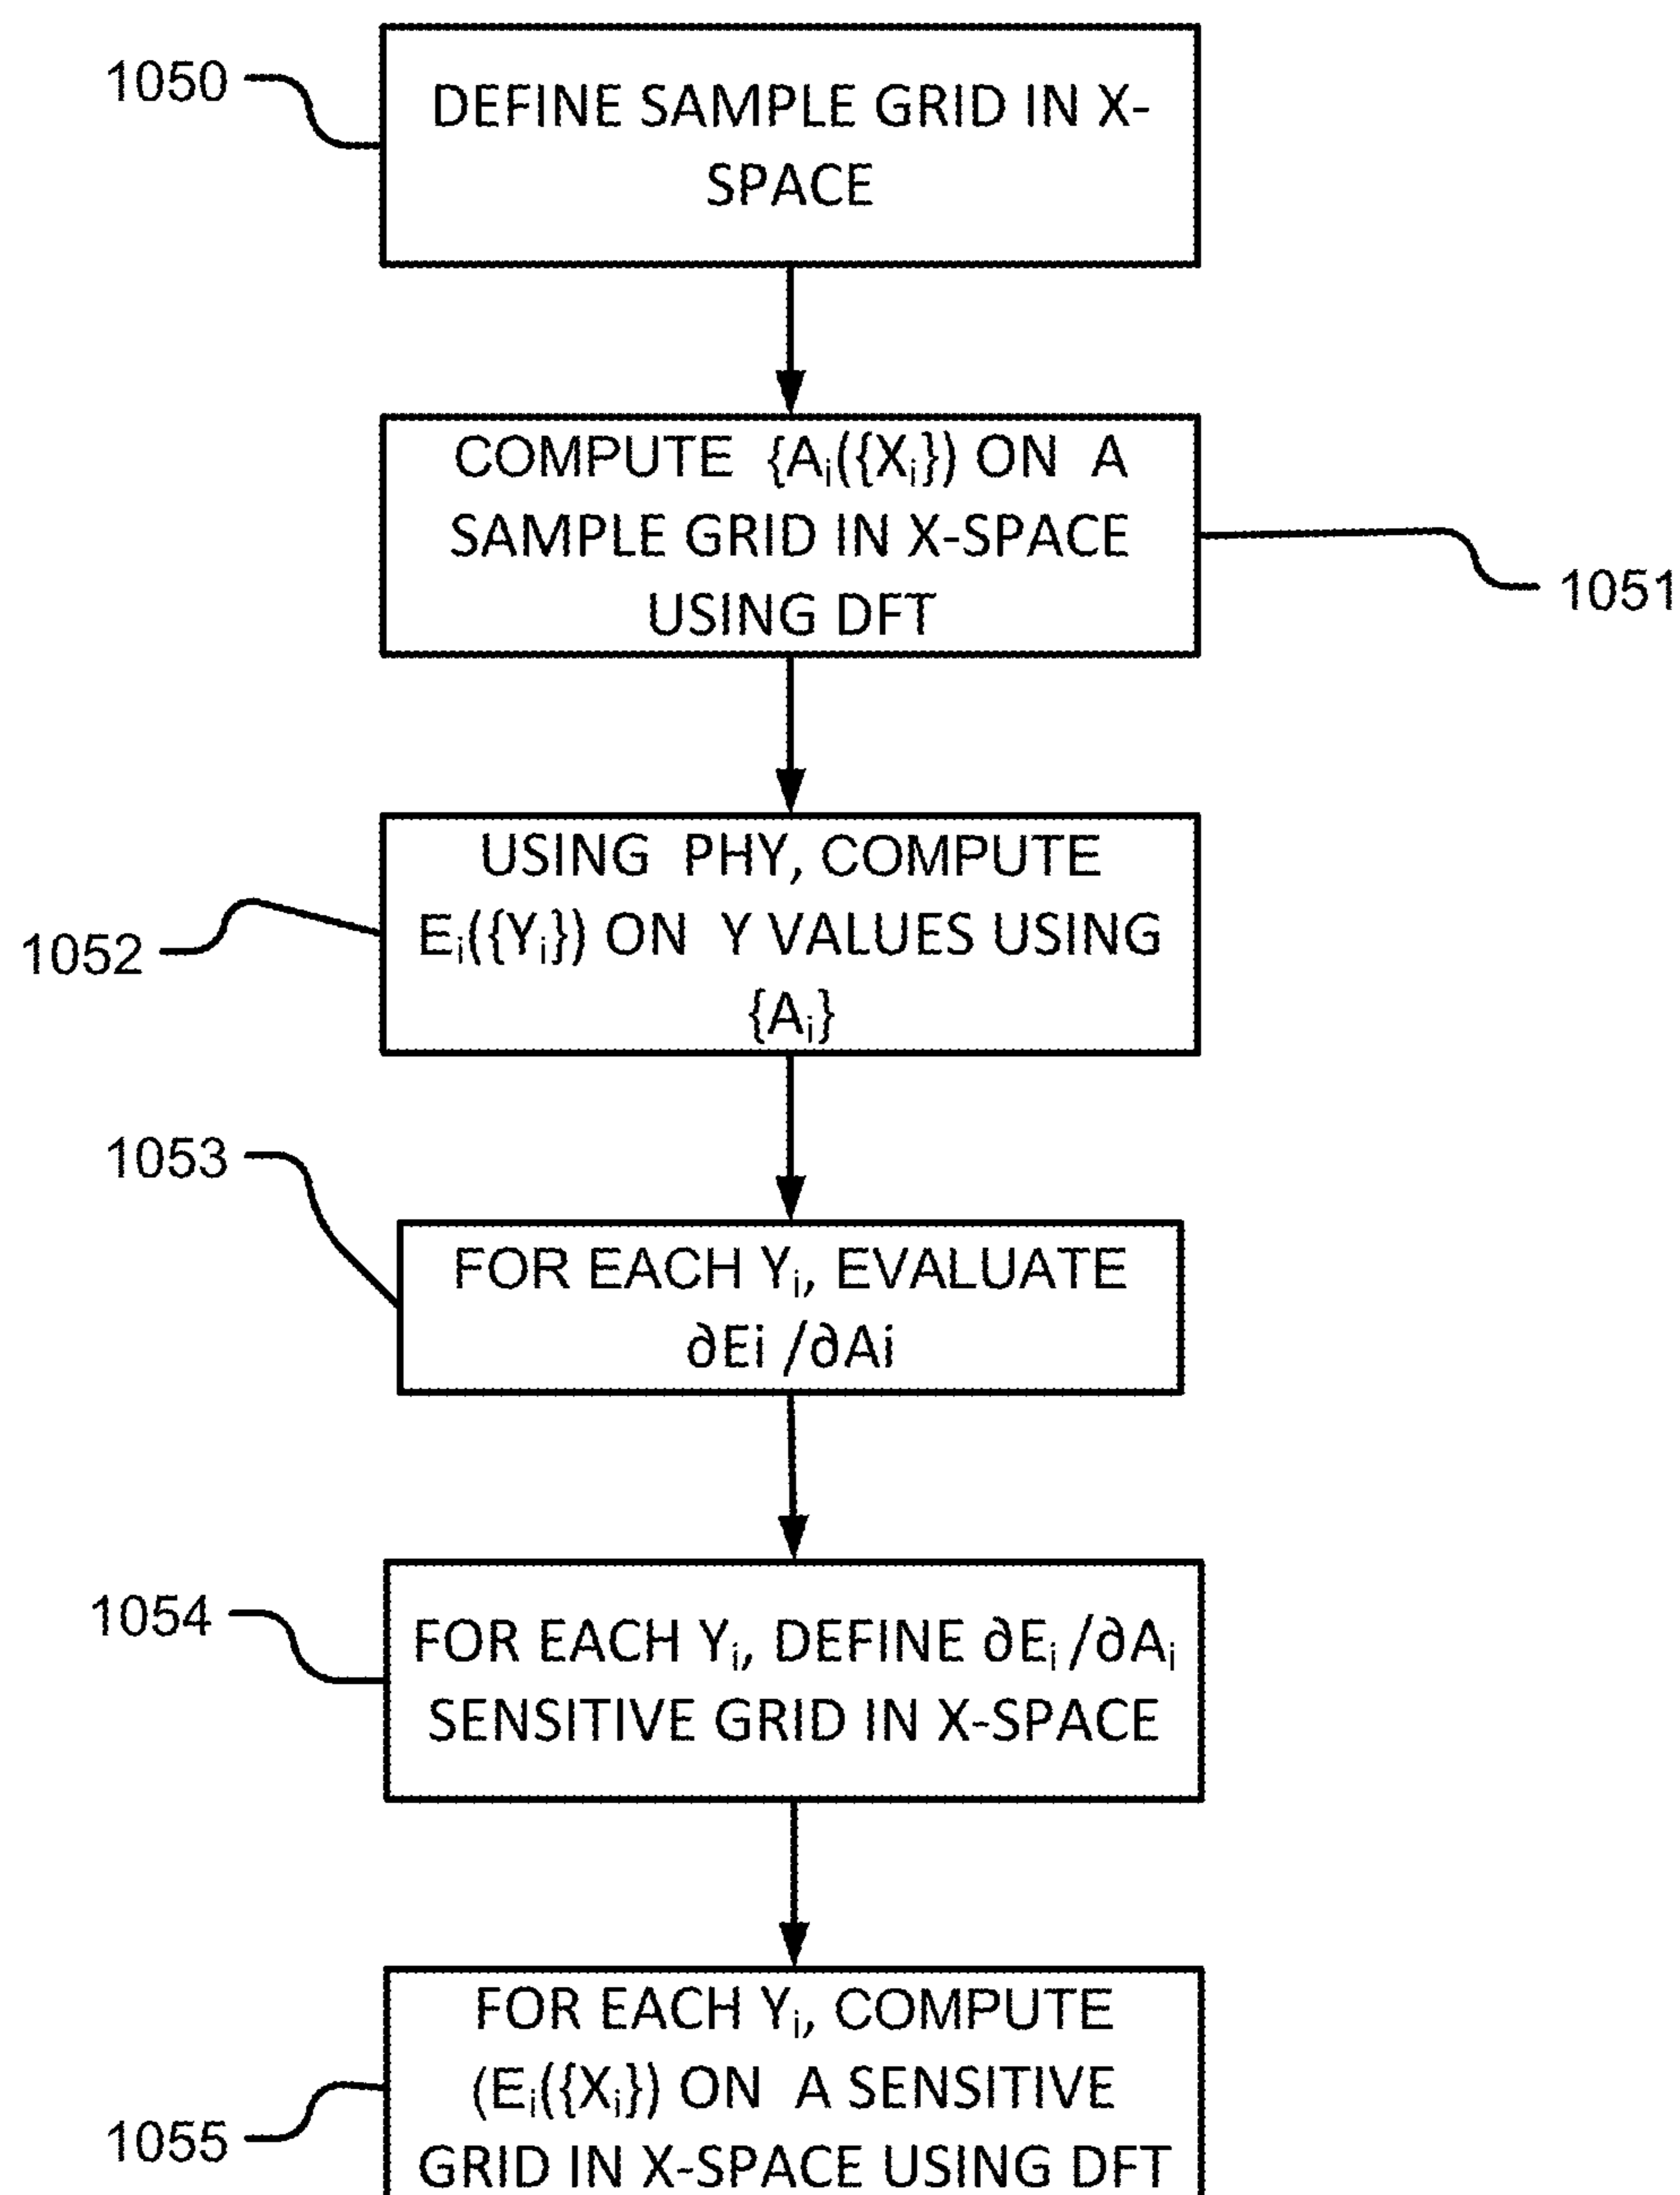 1050
DEFINE SAMPLE GRID IN X-
SPACE
COMPUTE {Aᵢ({Xᵢ}) ON A
SAMPLE GRID IN X-SPACE
USING DFT
1051
USING PHY, COMPUTE
Eᵢ({Yᵢ}) ON Y VALUES USING
{Aᵢ}
1052
1053
FOR EACH Yᵢ, EVALUATE
∂Ei /∂Ai
1054
FOR EACH Yᵢ, DEFINE ∂Eᵢ /∂Aᵢ
SENSITIVE GRID IN X-SPACE
FOR EACH Yᵢ, COMPUTE
(Eᵢ({Xᵢ}) ON A SENSITIVE
GRID IN X-SPACE USING DFT
1055